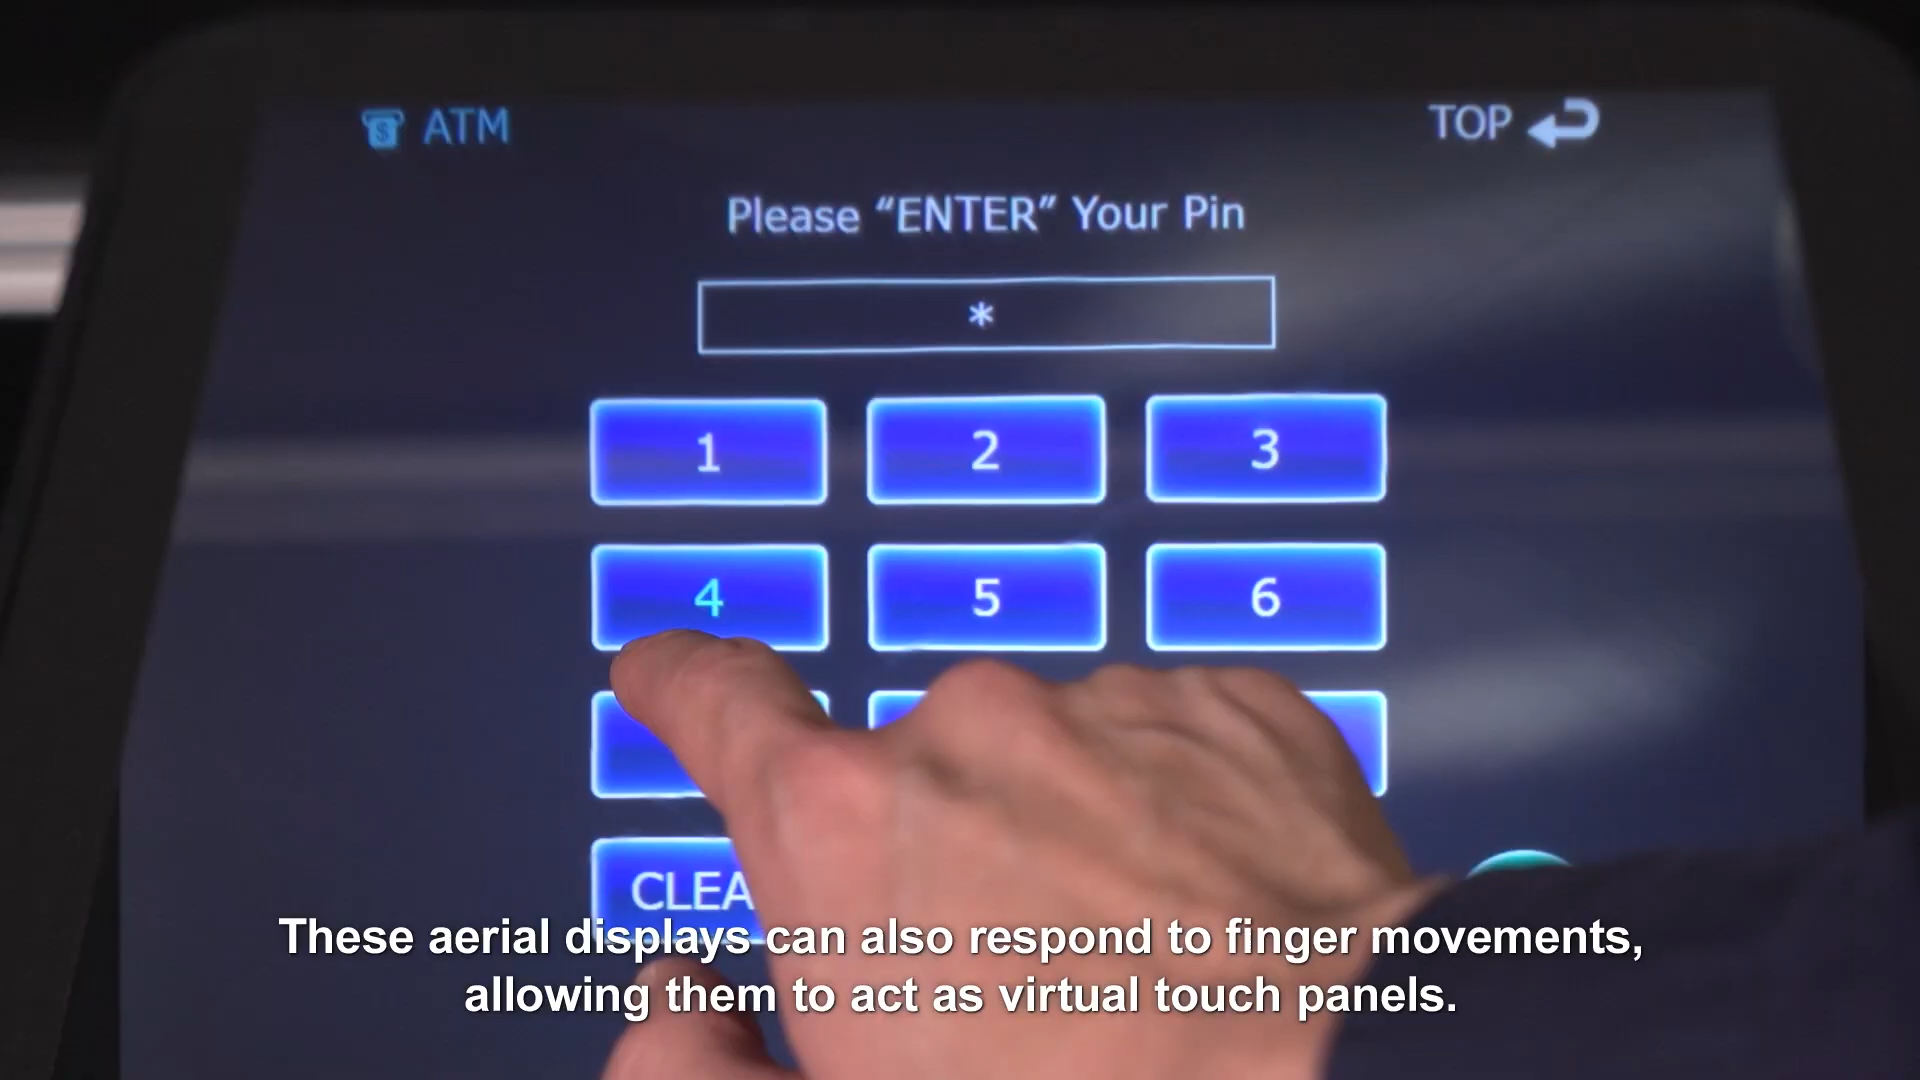 ATM
TOP
Please “ENTER” Your Pin
*
1 2 3
4 5 6
These aerial displays can also respond to finger movements,
allowing them to act as virtual touch panels.